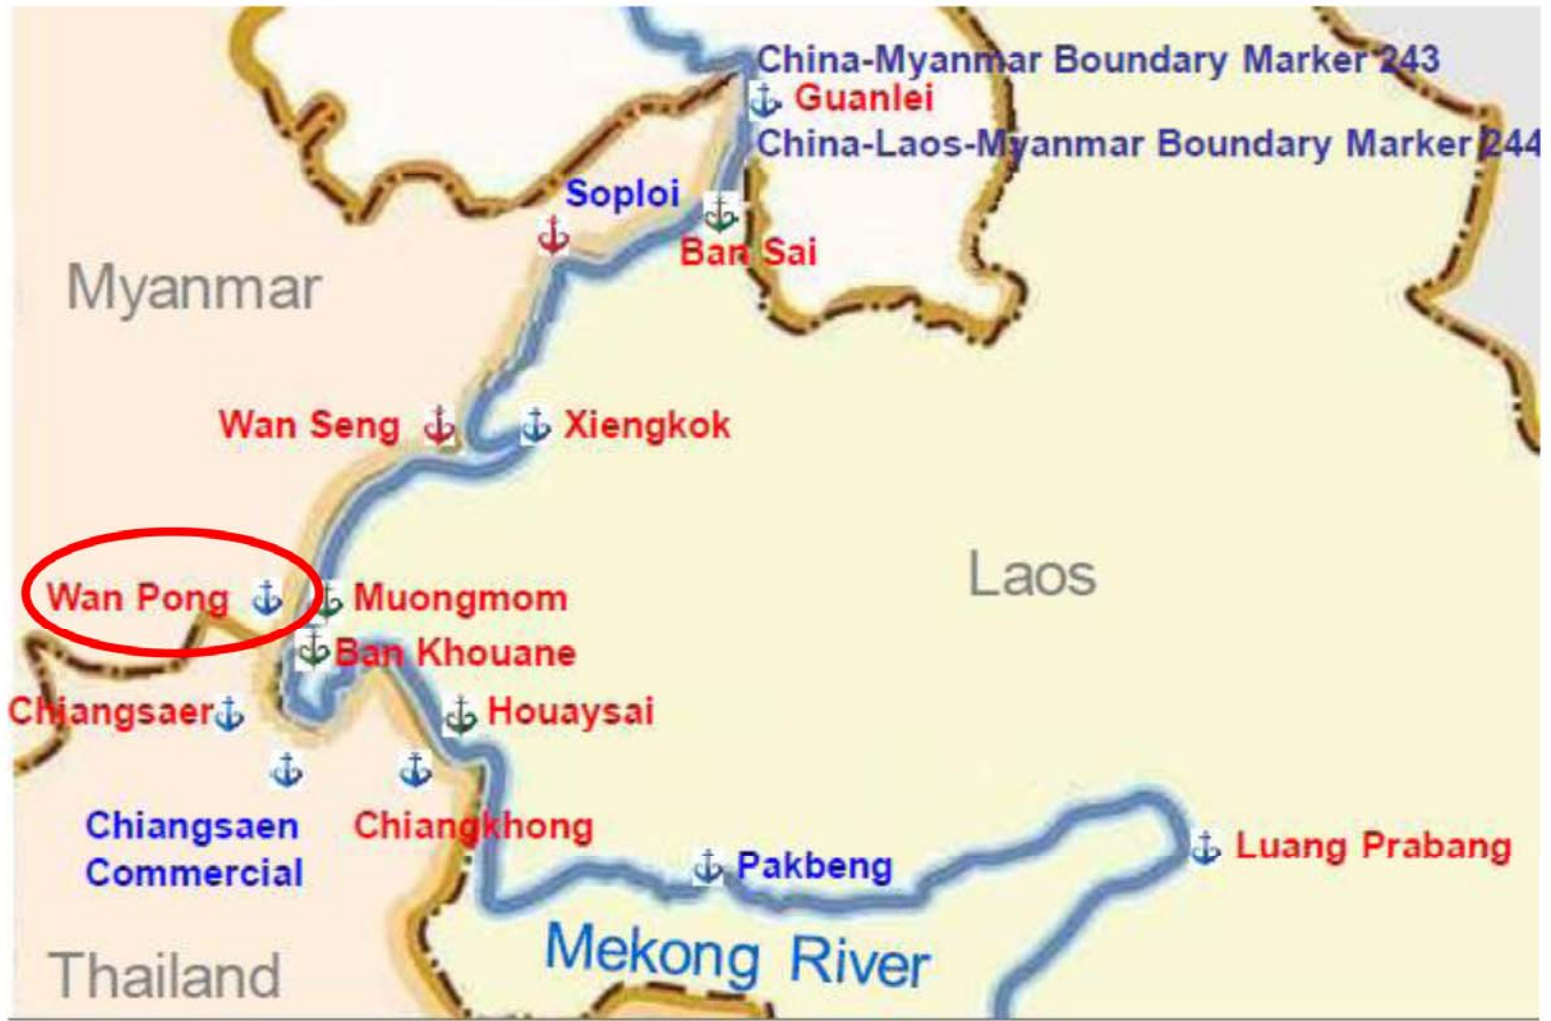 China-Myanmar Boundary Marker 243
Guanlei
China-Laos-Myanmar Boundary Marker 244
Soploi
Ban Sai
Myanmar
Wan Seng
Xiengkok
Laos
Wan Pong
Muongmom
Ban Khouane
Chiangsaer
Houaysai
Chiangsaen
Commercial
Chiangkhong
Pakbeng
Luang Prabang
Mekong River
Thailand